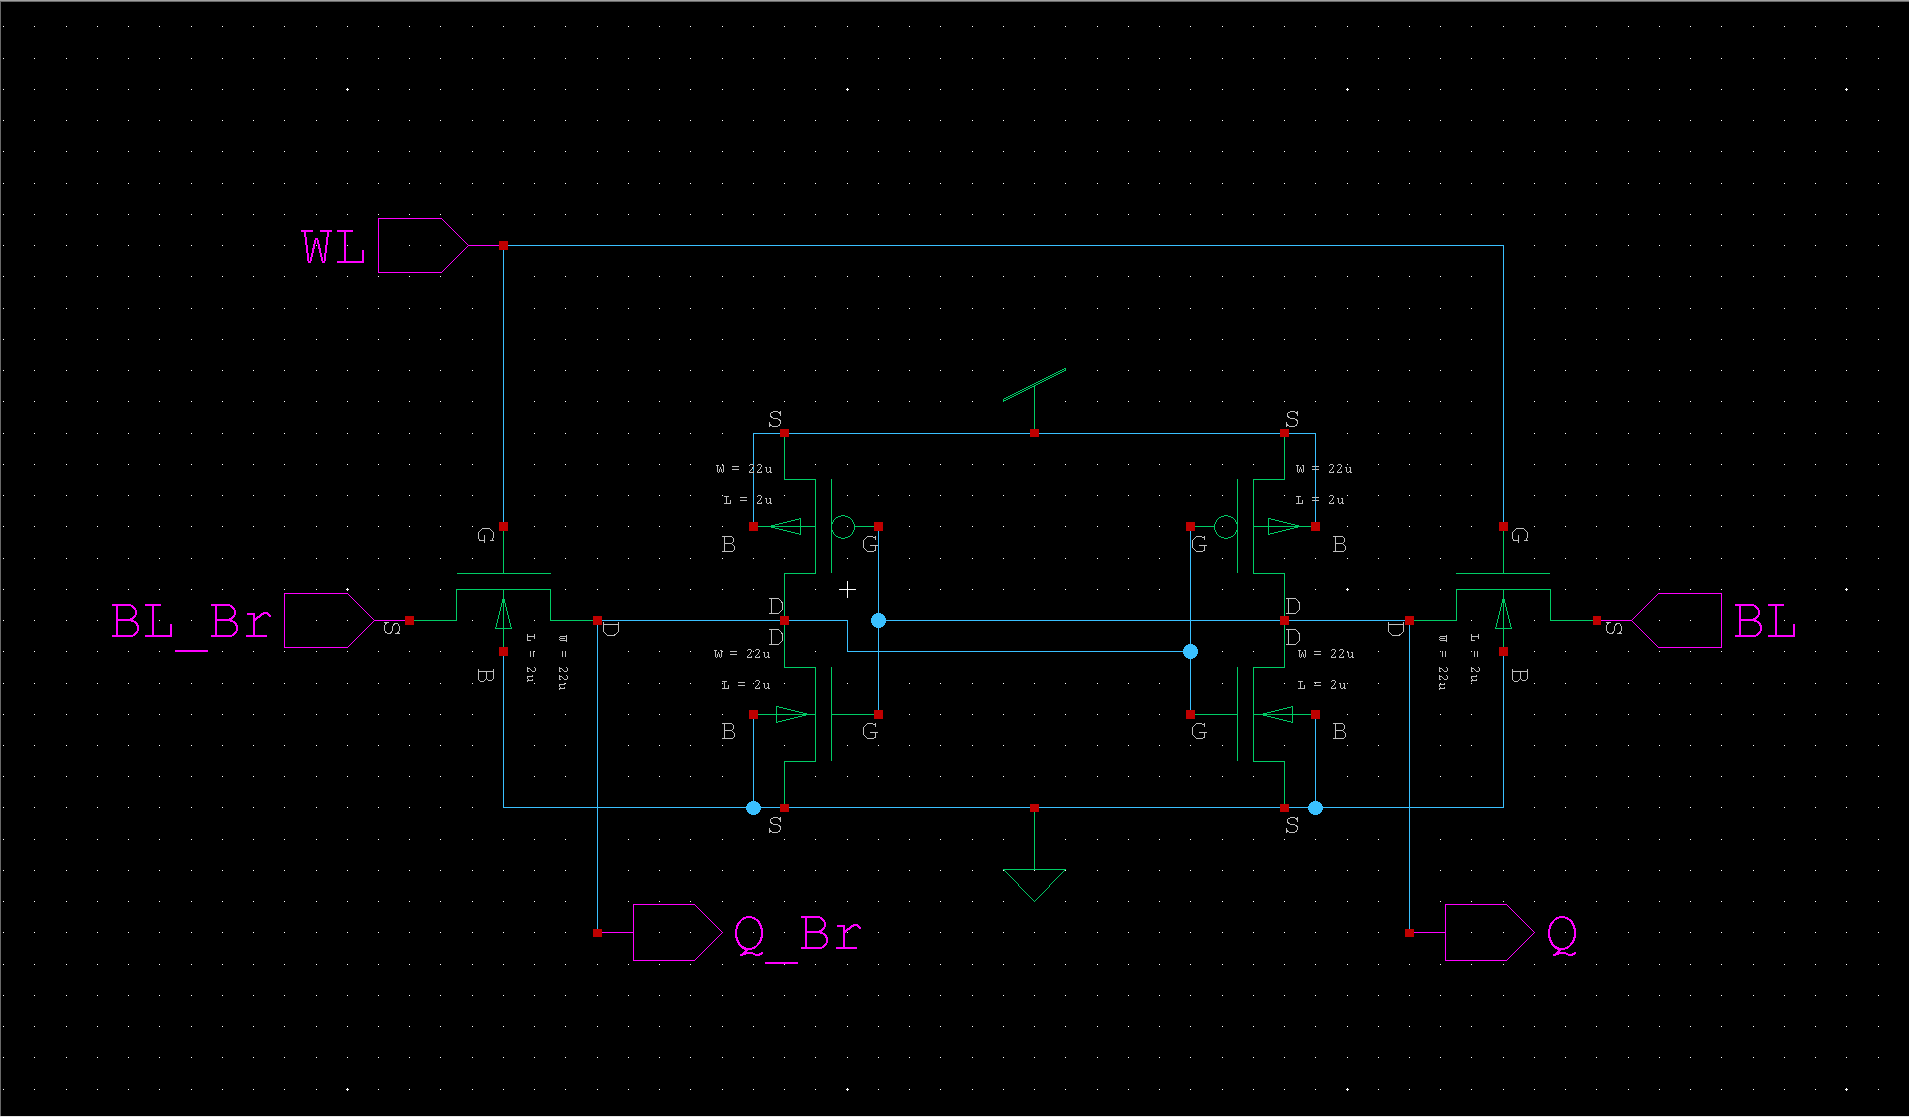 WL
S S
W = 22u W = 22u
L = 2u L = 2u
G G
B G G B
BL_Br S D D D D S BL
D D
L = 2u W = 22u W = 22u L = 2u
W = 22u W = 22u
B L = 2u L = 2u B
B G G B
S S
Q_Br Q